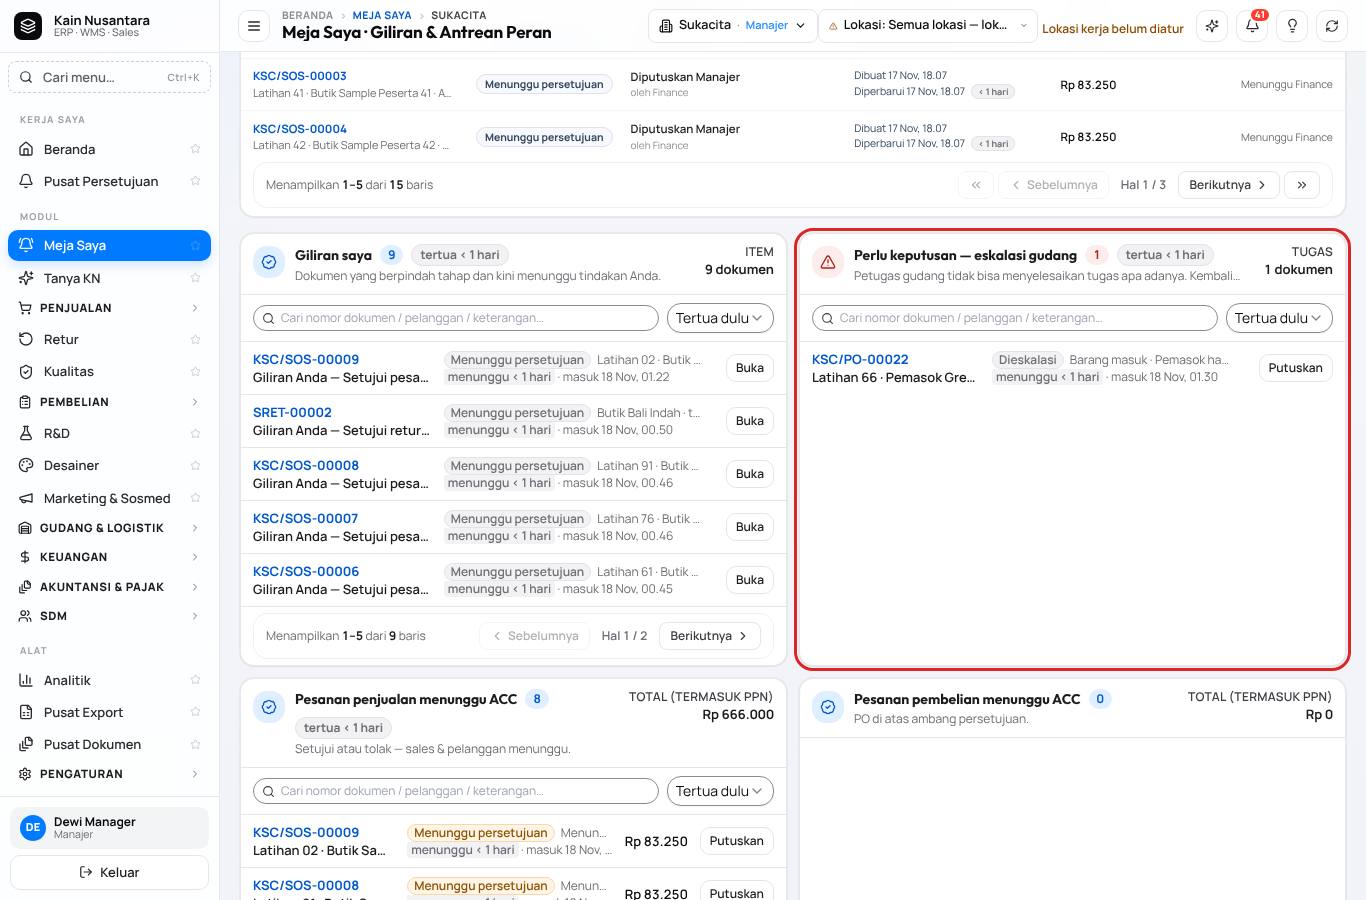 Kain Nusantara
ERP · WMS · Sales
Cari menu...
Ctrl+K
KERJA SAYA
Beranda
Pusat Persetujuan
MODUL
Meja Saya
Tanya KN
PENJUALAN
Retur
Kualitas
PEMBELIAN
R&D
Desainer
Marketing & Sosmed
GUDANG & LOGISTIK
KEUANGAN
AKUNTANSI & PAJAK
SDM
ALAT
Analitik
Pusat Export
Pusat Dokumen
PENGATURAN
DE
Dewi Manager
Manajer
Keluar
BERANDA › MEJA SAYA › SUKACITA
Meja Saya · Giliran & Antrean Peran
Sukacita · Manajer
Lokasi: Semua lokasi — lok...
Lokasi kerja belum diatur
41
KSC/SOS-00003
Latihan 41 · Butik Sample Peserta 41 · A...
Menunggu persetujuan
Diputuskan Manajer
oleh Finance
Dibuat 17 Nov, 18.07
Diperbarui 17 Nov, 18.07 < 1 hari
Rp 83.250
Menunggu Finance
KSC/SOS-00004
Latihan 42 · Butik Sample Peserta 42 · ...
Menunggu persetujuan
Diputuskan Manajer
oleh Finance
Dibuat 17 Nov, 18.07
Diperbarui 17 Nov, 18.07 < 1 hari
Rp 83.250
Menunggu Finance
Menampilkan 1–5 dari 15 baris
« ‹ Sebelumnya Hal 1 / 3 Berikutnya › »
Giliran saya 9 tertua < 1 hari
Dokumen yang berpindah tahap dan kini menunggu tindakan Anda.
ITEM
9 dokumen
Cari nomor dokumen / pelanggan / keterangan...
Tertua dulu
KSC/SOS-00009
Giliran Anda — Setujui pesa...
Menunggu persetujuan Latihan 02 · Butik ...
menunggu < 1 hari · masuk 18 Nov, 01.22
Buka
SRET-00002
Giliran Anda — Setujui retur...
Menunggu persetujuan Butik Bali Indah · t...
menunggu < 1 hari · masuk 18 Nov, 00.50
Buka
KSC/SOS-00008
Giliran Anda — Setujui pesa...
Menunggu persetujuan Latihan 91 · Butik ...
menunggu < 1 hari · masuk 18 Nov, 00.46
Buka
KSC/SOS-00007
Giliran Anda — Setujui pesa...
Menunggu persetujuan Latihan 76 · Butik ...
menunggu < 1 hari · masuk 18 Nov, 00.46
Buka
KSC/SOS-00006
Giliran Anda — Setujui pesa...
Menunggu persetujuan Latihan 61 · Butik ...
menunggu < 1 hari · masuk 18 Nov, 00.45
Buka
Menampilkan 1–5 dari 9 baris
‹ Sebelumnya Hal 1 / 2 Berikutnya ›
Perlu keputusan — eskalasi gudang 1 tertua < 1 hari
Petugas gudang tidak bisa menyelesaikan tugas apa adanya. Kembali...
TUGAS
1 dokumen
Cari nomor dokumen / pelanggan / keterangan...
Tertua dulu
KSC/PO-00022
Latihan 66 · Pemasok Gre...
Dieskalasi Barang masuk · Pemasok ha...
menunggu < 1 hari · masuk 18 Nov, 01.30
Putuskan
Pesanan penjualan menunggu ACC 8
tertua < 1 hari
Setujui atau tolak — sales & pelanggan menunggu.
TOTAL (TERMASUK PPN)
Rp 666.000
Cari nomor dokumen / pelanggan / keterangan...
Tertua dulu
KSC/SOS-00009
Latihan 02 · Butik Sa...
Menunggu persetujuan Menun...
menunggu < 1 hari · masuk 18 Nov, ...
Rp 83.250
Putuskan
KSC/SOS-00008
Menunggu persetujuan Menun...
Rp 83.250
Putuskan
Pesanan pembelian menunggu ACC 0
PO di atas ambang persetujuan.
TOTAL (TERMASUK PPN)
Rp 0